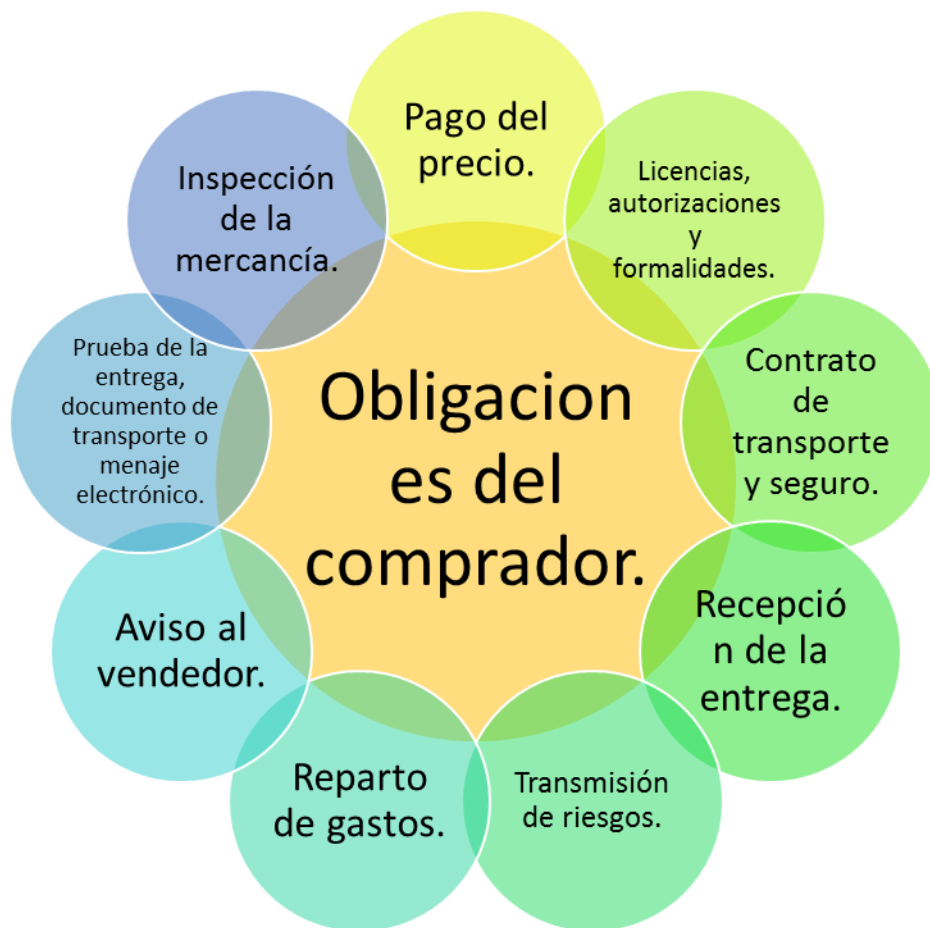 Obligacion
es del
comprador.
Pago del
precio.
Licencias,
autorizaciones
y
formalidades.
Contrato
de
transporte
y seguro.
Recepció
n de la
entrega.
Transmisión
de riesgos.
Reparto
de gastos.
Aviso al
vendedor.
Prueba de la
entrega,
documento de
transporte o
menaje
electrónico.
Inspección
de la
mercancía.